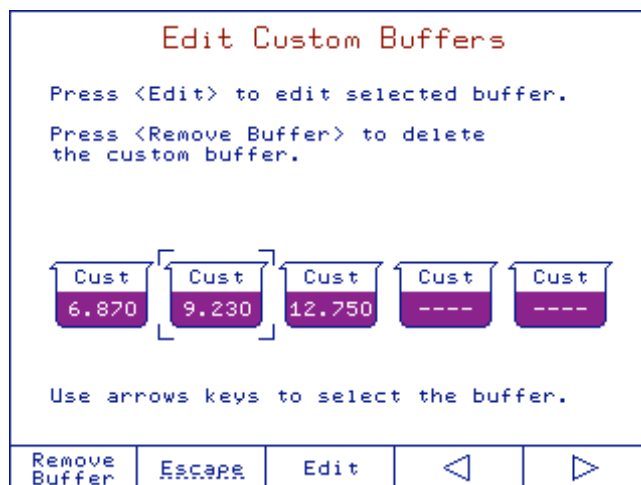 Edit Custom Buffers
Press <Edit> to edit selected buffer.
Press <Remove Buffer> to delete
the custom buffer.
Cust Cust Cust Cust Cust
6.870 9.230 12.750 ---- ----
Use arrows keys to select the buffer.
Remove Buffer Escape Edit